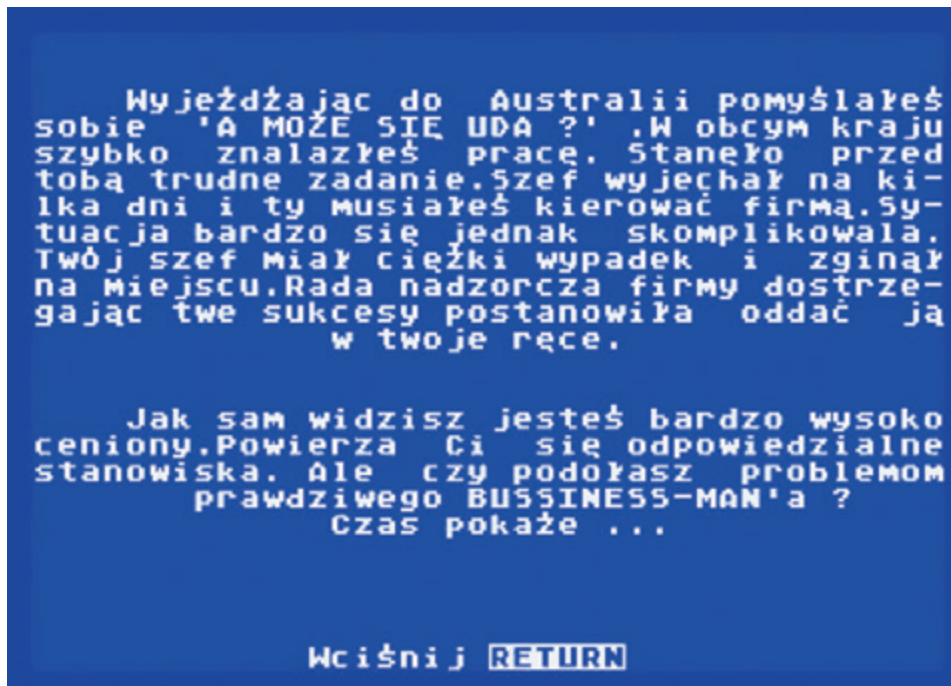 Wyjeżdżając do Australii pomyślałeś
sobie 'A MOŻE SIĘ UDA ?' .W obcym kraju
szybko znalazłeś pracę. Stanęło przed
tobą trudne zadanie.Szef wyjechał na ki-
lka dni i ty musiałeś kierować firmą.Sy-
tuacja bardzo się jednak skomplikowala.
Twój szef miał ciężki wypadek i zginął
na miejscu.Rada nadzorcza firmy dostrze-
gając twe sukcesy postanowiła oddać ją
w twoje ręce.
Jak sam widzisz jesteś bardzo wysoko
ceniony.Powierza Ci się odpowiedzialne
stanowiska. Ale czy podołasz problemom
prawdziwego BUSSINESS-MAN'a ?
Czas pokaże ...
Wciśnij RETURN